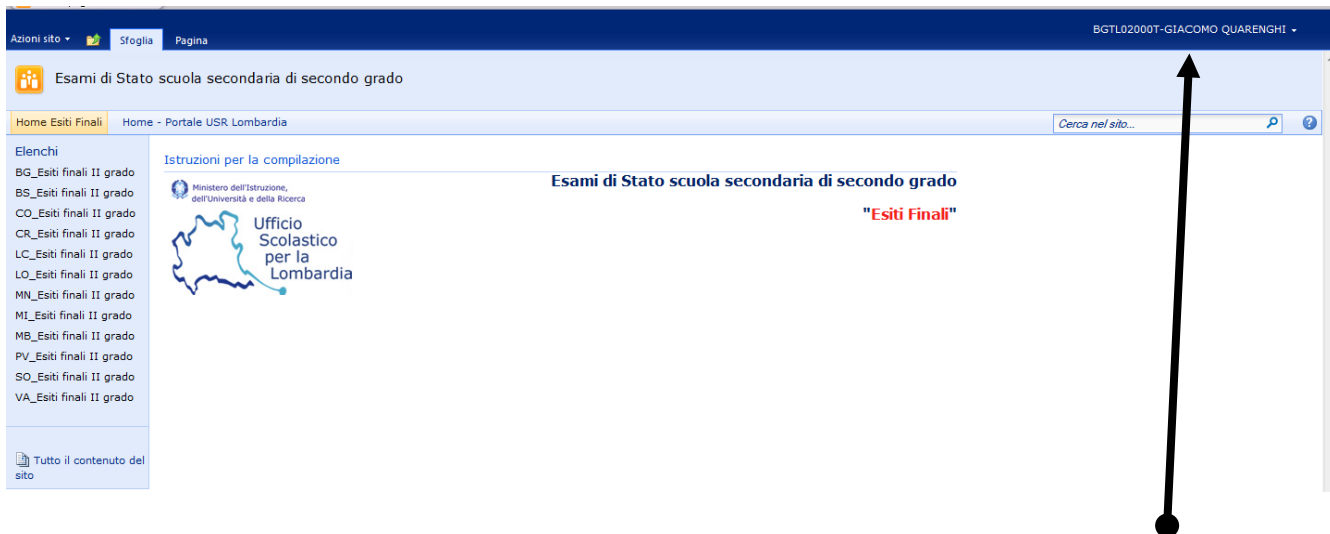 Azioni sito
Sfoglia
Pagina
BGTL02000T-GIACOMO QUARENGHI
Esami di Stato scuola secondaria di secondo grado
Home Esiti Finali
Home - Portale USR Lombardia
Cerca nel sito...
Elenchi
BG_Esiti finali II grado
BS_Esiti finali II grado
CO_Esiti finali II grado
CR_Esiti finali II grado
LC_Esiti finali II grado
LO_Esiti finali II grado
MN_Esiti finali II grado
MI_Esiti finali II grado
MB_Esiti finali II grado
PV_Esiti finali II grado
SO_Esiti finali II grado
VA_Esiti finali II grado
Tutto il contenuto del
sito
Istruzioni per la compilazione
Ministero dell'Istruzione,
dell'Università e della Ricerca
Ufficio
Scolastico
per la
Lombardia
Esami di Stato scuola secondaria di secondo grado
"Esiti Finali"